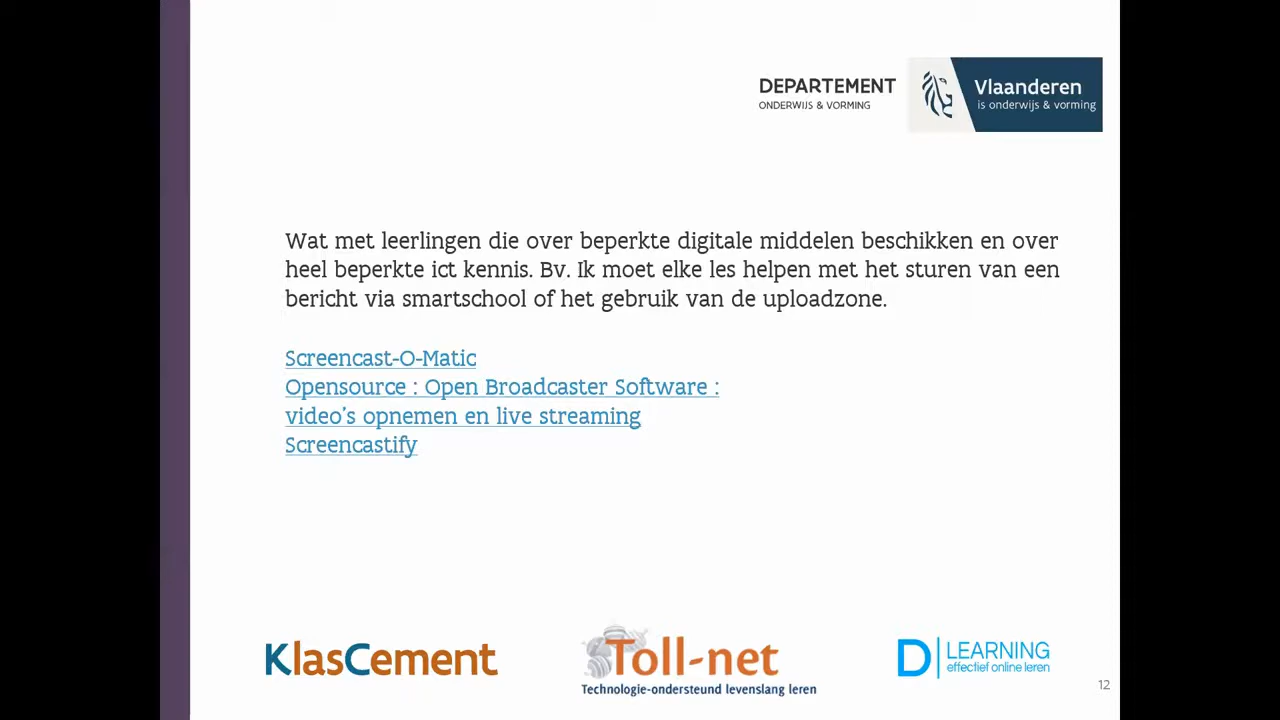 DEPARTEMENT
ONDERWIJS & VORMING
Vlaanderen
is onderwijs & vorming
Wat met leerlingen die over beperkte digitale middelen beschikken en over
heel beperkte ict kennis. Bv. Ik moet elke les helpen met het sturen van een
bericht via smartschool of het gebruik van de uploadzone.
Screencast-O-Matic
Opensource : Open Broadcaster Software :
video's opnemen en live streaming
Screencastify
KlasCement
Toll-net
Technologie-ondersteund levenslang leren
D LEARNING
effectief online leren
12